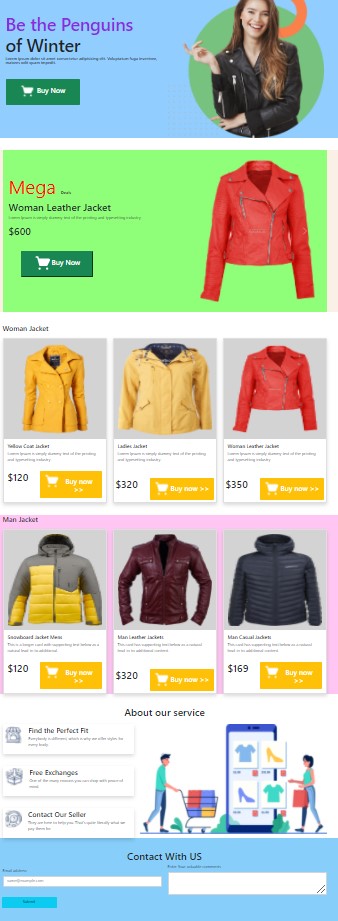 Be the Penguins
of Winter
Lorem ipsum dolor sit amet consectetur adipisicing elit. Voluptatum fuga inventore,
Buy Now
Mega Deals
Woman Leather Jacket
Lorem Ipsum is simply dummy text of the printing and typesetting industry.
$600
Buy Now
Woman Jacket
Yellow Coat Jacket
Lorem Ipsum is simply dummy text of the printing
and typesetting industry.
$120
Buy now
>>
Ladies Jacket
Lorem Ipsum is simply dummy text of the printing
and typesetting industry.
$320
Buy now >>
Woman Leather Jacket
Lorem Ipsum is simply dummy text of the printing
and typesetting industry.
$350
Buy now >>
Man Jacket
Snowboard Jacket Mens
This is a longer card with supporting text below as a
natural lead-in to additional.
$120
Buy now
>>
Man Leather Jackets
This card has supporting text below as a natural
lead-in to additional content.
$320
Buy now >>
Man Casual Jackets
This card has supporting text below as a natural
lead-in to additional content.
$169
Buy now
>>
About our service
Find the Perfect Fit
Everybody is different, which is why we offer styles for
every body.
Free Exchanges
One of the many reasons you can shop with peace of
mind.
Contact Our Seller
They are here to help you. That's quite literally what we
pay them for.
Contact With US
Email address
name@example.com
Enter Your valuable comments
Submit